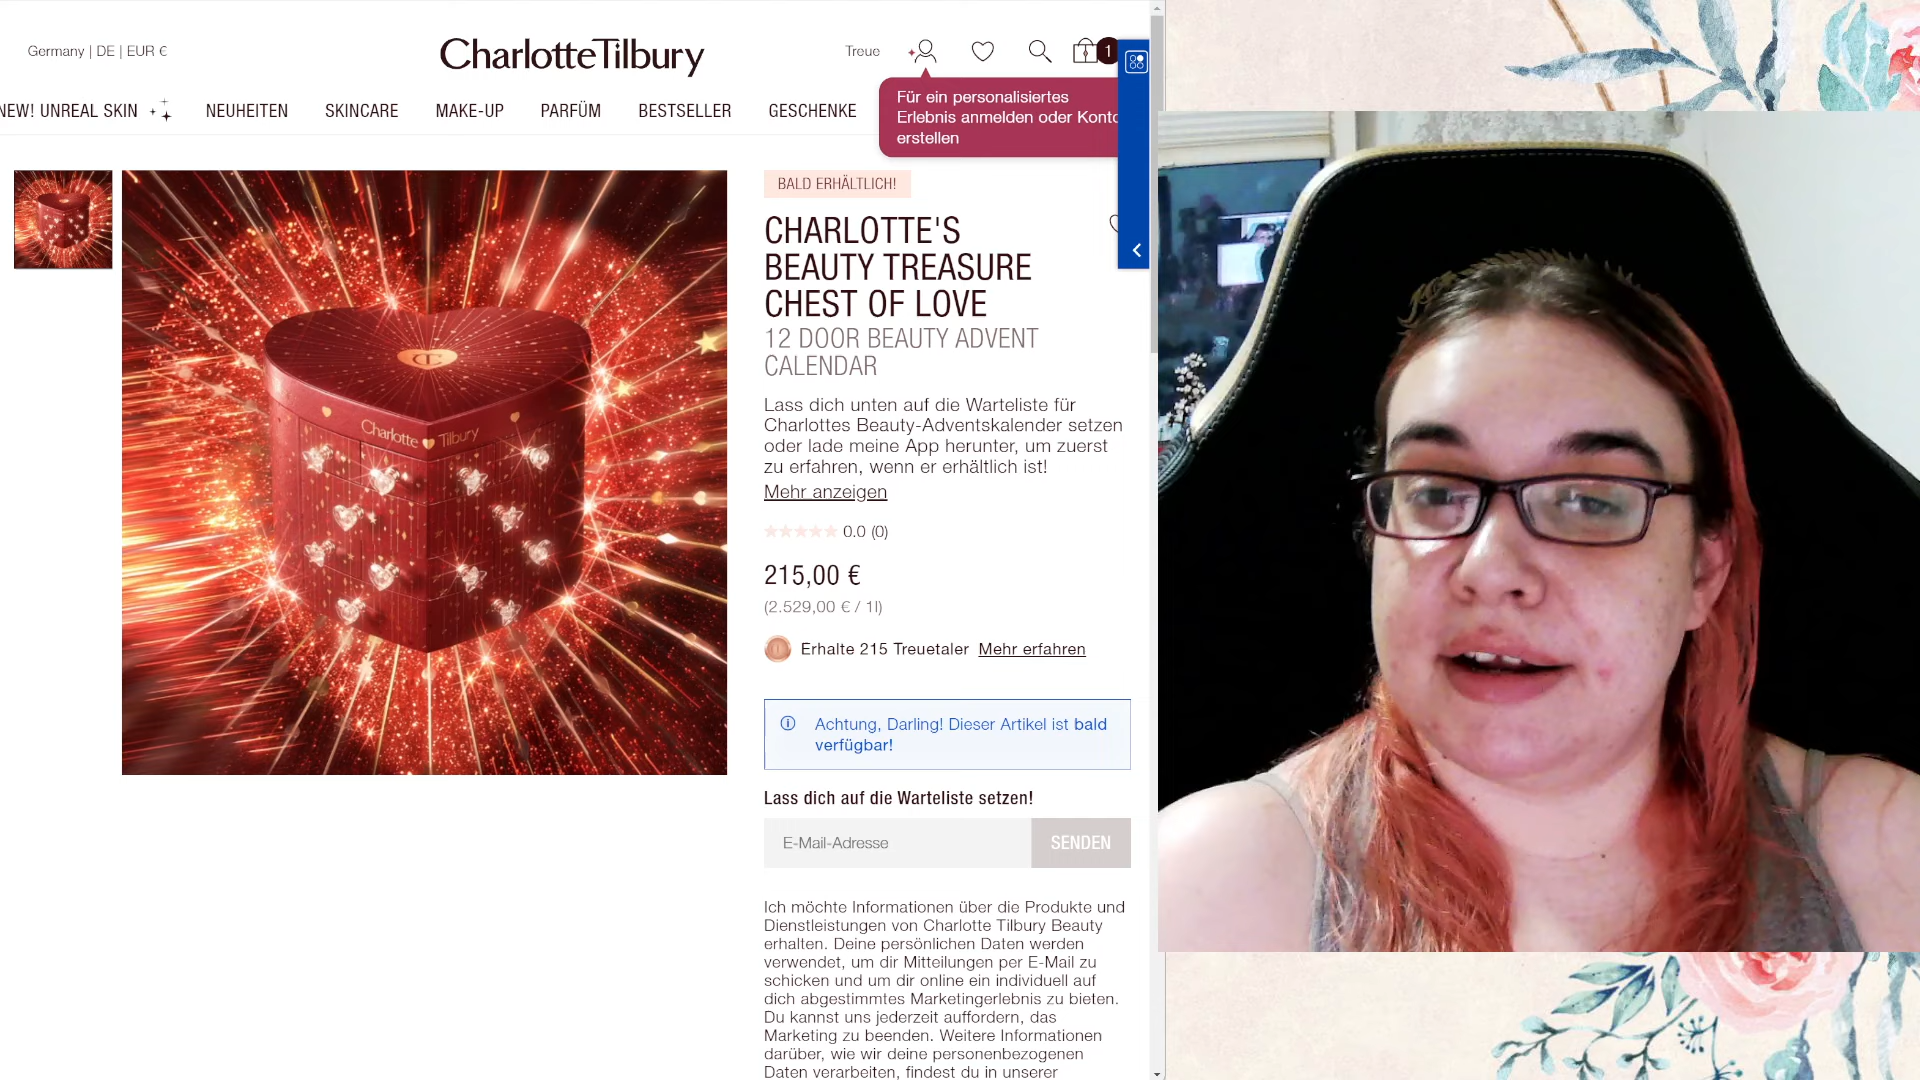 Germany | DE | EUR €
Charlotte Tilbury
Treue
1
Für ein personalisiertes
Erlebnis anmelden oder Konto
erstellen
NEW! UNREAL SKIN
NEUHEITEN
SKINCARE
MAKE-UP
PARFÜM
BESTSELLER
GESCHENKE
BALD ERHÄLTLICH!
CHARLOTTE'S
BEAUTY TREASURE
CHEST OF LOVE
12 DOOR BEAUTY ADVENT
CALENDAR
Lass dich unten auf die Warteliste für
Charlottes Beauty-Adventskalender setzen
oder lade meine App herunter, um zuerst
zu erfahren, wenn er erhältlich ist!
Mehr anzeigen
0.0 (0)
215,00 €
(2.529,00 € / 1l)
Erhalte 215 Treuetaler Mehr erfahren
Achtung, Darling! Dieser Artikel ist bald
verfügbar!
Lass dich auf die Warteliste setzen!
E-Mail-Adresse
SENDEN
Ich möchte Informationen über die Produkte und
Dienstleistungen von Charlotte Tilbury Beauty
erhalten. Deine persönlichen Daten werden
verwendet, um dir Mitteilungen per E-Mail zu
schicken und um dir online ein individuell auf
dich abgestimmtes Marketingerlebnis zu bieten.
Du kannst uns jederzeit auffordern, das
Marketing zu beenden. Weitere Informationen
darüber, wie wir deine personenbezogenen
Daten verarbeiten, findest du in unserer
CT
Charlotte Tilbury